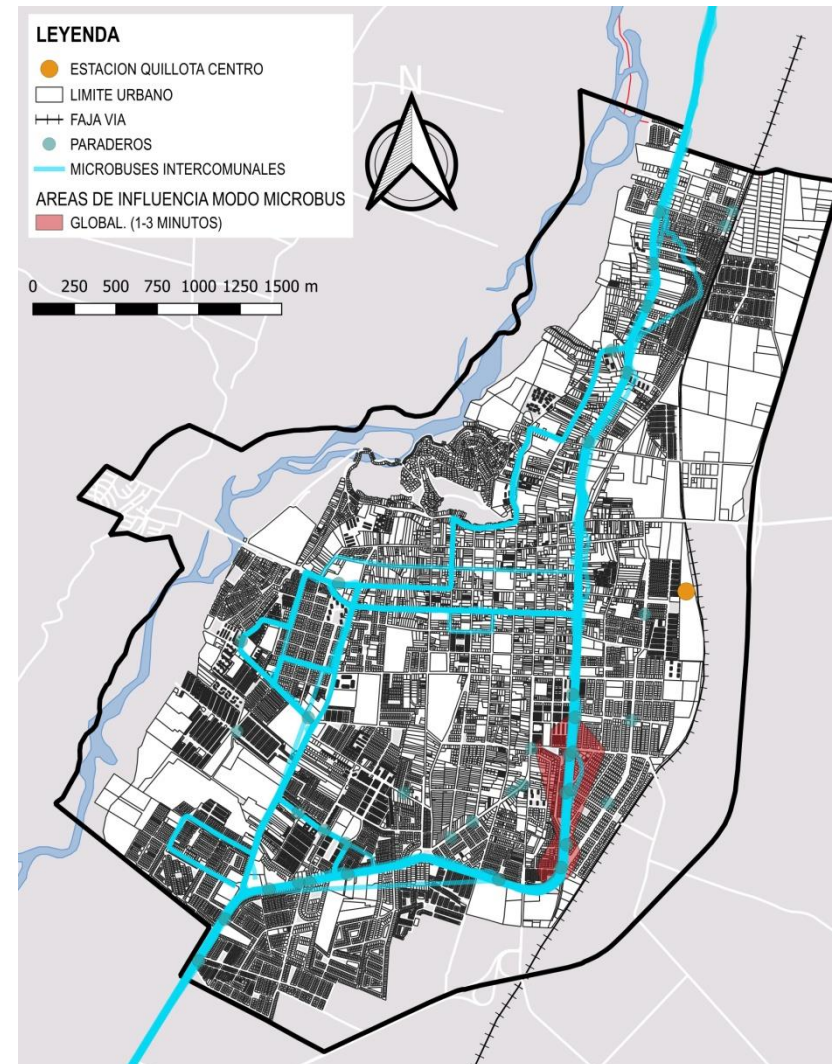 LEYENDA
ESTACION QUILLOTA CENTRO
LIMITE URBANO
FAJA VIA
PARADEROS
MICROBUSES INTERCOMUNALES
AREAS DE INFLUENCIA MODO MICROBUS
GLOBAL. (1-3 MINUTOS)
N
0 250 500 750 1000 1250 1500 m